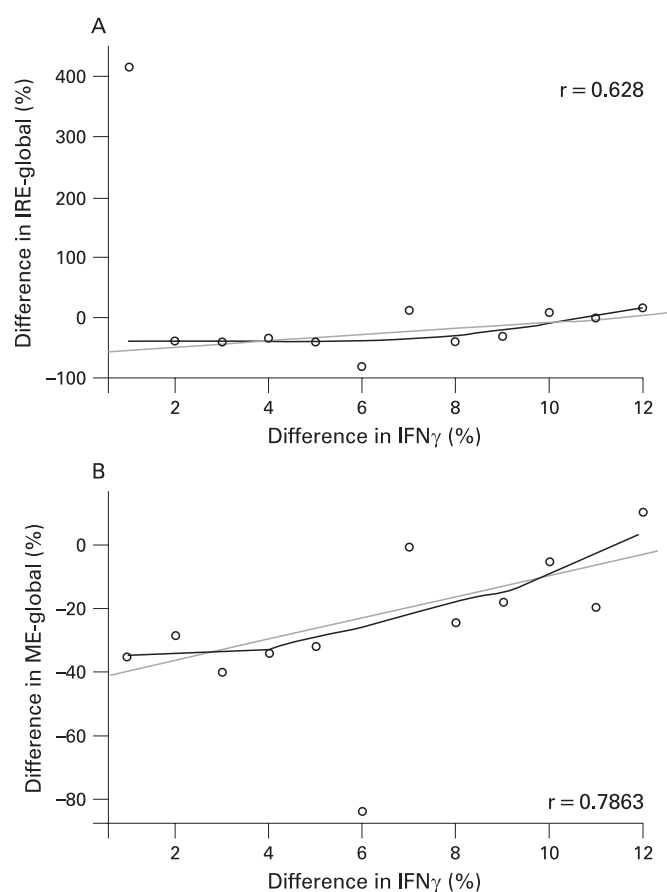 A
Difference in IRE-global (%)
400
300
200
100
0
–100
r = 0.628
2 4 6 8 10 12
Difference in IFNγ (%)
B
Difference in ME-global (%)
0
–20
–40
–60
–80
r = 0.7863
2 4 6 8 10 12
Difference in IFNγ (%)